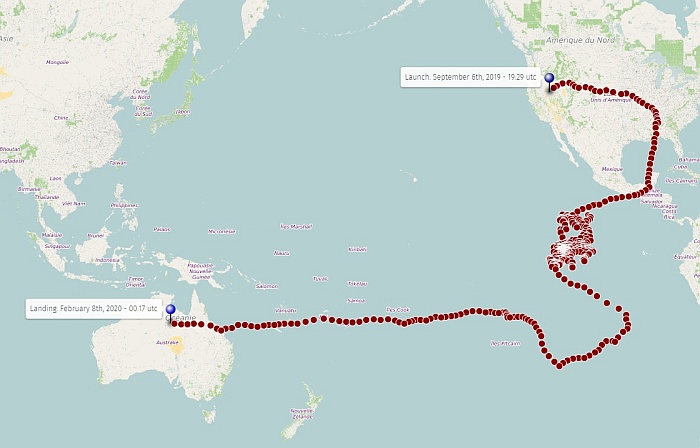 Asie
Amérique du Nord
Mongolie
Launch: September 6th, 2019 - 19:29 utc
Corée
du Nord
Corée
du Sud
Japon
Chine
Unis d'Amérique
Bhoutan
Bangladesh
Birmanie
Laos
Taïwan
Mexique
Bahamas
Cuba
Îles Caïmans
Thaïlande
Viêt Nam
Philippines
Guatemala
Salvador
Nicaragua
Costa
Rica
Malaisie
Singapour
Brunei
Palaos
Micronésie
Îles Marshall
Indonésie
Papouasie
Nouvelle-
Guinée
Nauru
Kiribati
Équateur
Timor
Oriental
Salomon
Tuvalu
Tokelau
Samoa
Landing: February 8th, 2020 - 00:17 utc
Océanie
Vanuatu
Îles Cook
Australie
Îles Pitcairn
Nouvelle-
Zélande